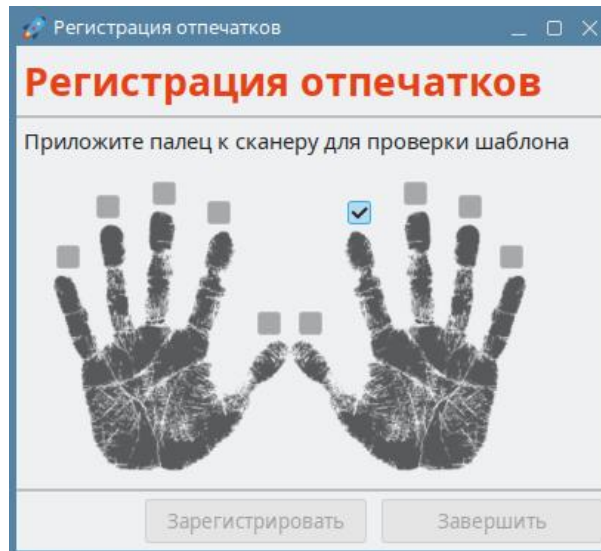 Регистрация отпечатков
Регистрация отпечатков
Приложите палец к сканеру для проверки шаблона
Зарегистрировать
Завершить